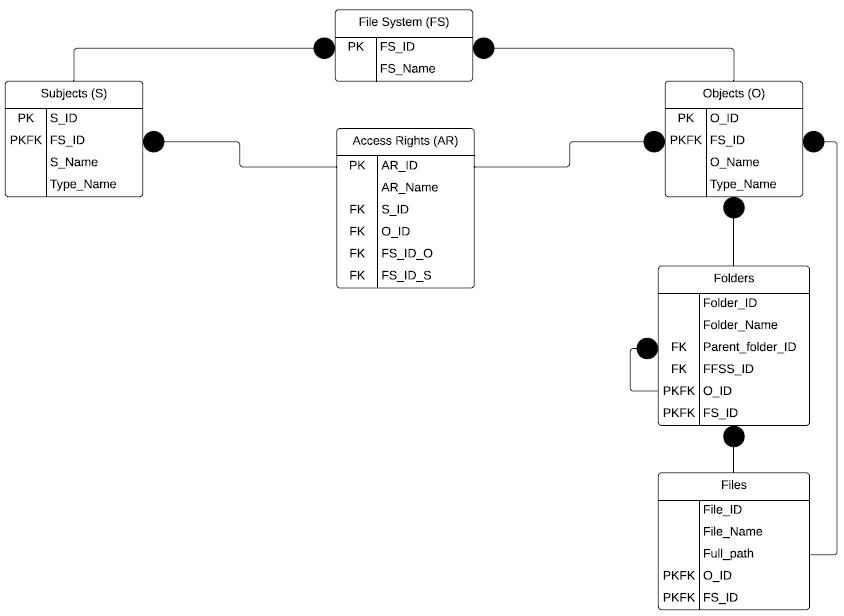 File System (FS)
PK FS_ID
FS_Name
Subjects (S)
PK S_ID
PKFK FS_ID
S_Name
Type_Name
Access Rights (AR)
PK AR_ID
AR_Name
FK S_ID
FK O_ID
FK FS_ID_O
FK FS_ID_S
Objects (O)
PK O_ID
PKFK FS_ID
O_Name
Type_Name
Folders
Folder_ID
Folder_Name
FK Parent_folder_ID
FK FFSS_ID
PKFK O_ID
PKFK FS_ID
Files
File_ID
File_Name
Full_path
PKFK O_ID
PKFK FS_ID